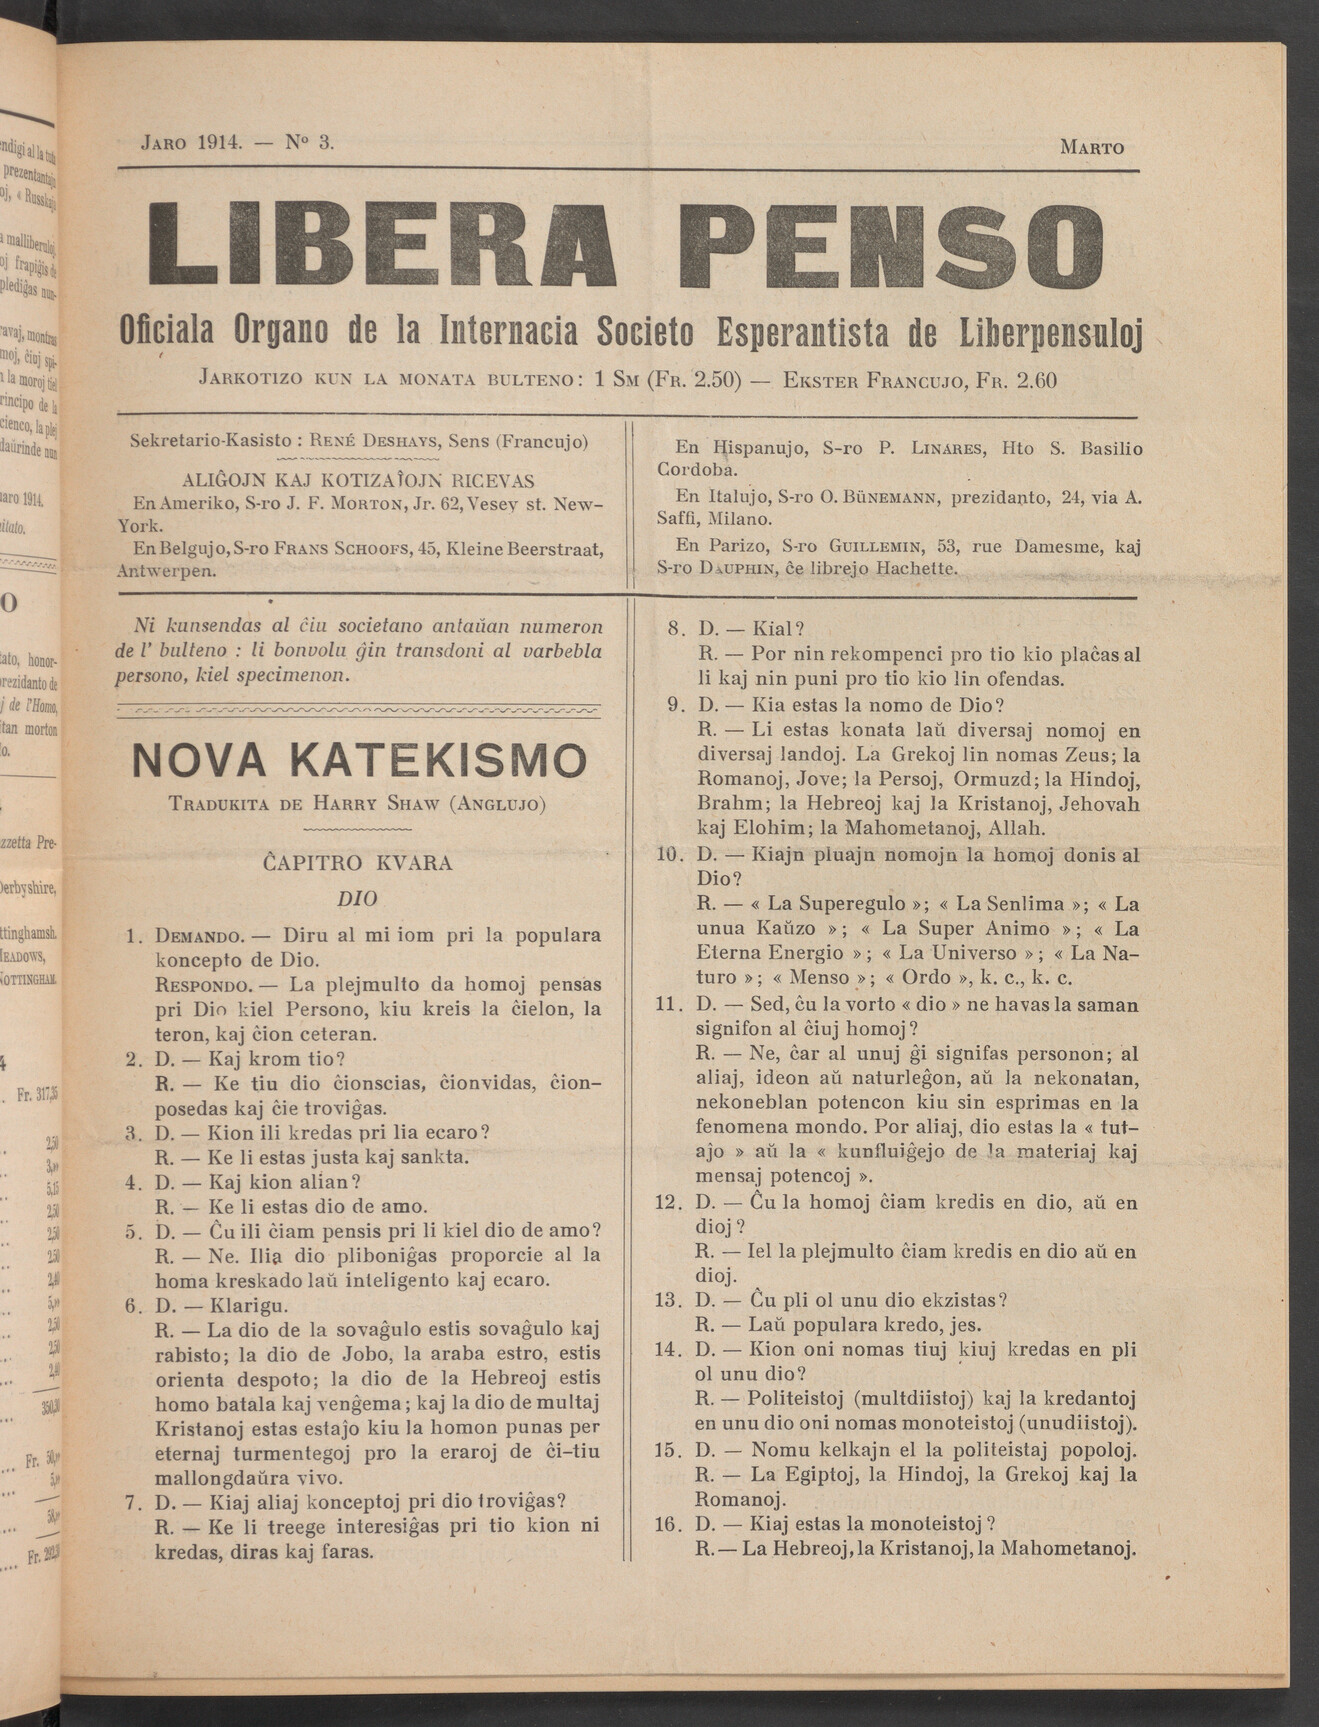 JARO 1914. — Nº 3.
MARTO
LIBERA PENSO
Oficiala Organo de la Internacia Societo Esperantista de Liberpensuloj
JARKOTIZO KUN LA MONATA BULTENO: 1 SM (FR. 2.50) — EKSTER FRANCUJO, FR. 2.60
Sekretario-Kasisto : RENÉ DESHAYS, Sens (Francujo)
ALIĜOJN KAJ KOTIZAĴOJN RICEVAS
En Ameriko, S-ro J. F. MORTON, Jr. 62, Vesey st. New-
York.
En Belgujo, S-ro FRANS SCHOOFS, 45, Kleine Beerstraat,
Antwerpen.
En Hispanujo, S-ro P. LINARES, Hto S. Basilio
Cordoba.
En Italujo, S-ro O. BÜNEMANN, prezidanto, 24, via A.
Saffi, Milano.
En Parizo, S-ro GUILLEMIN, 53, rue Damesme, kaj
S-ro DAUPHIN, ĉe librejo Hachette.
Ni kunsendas al ĉiu societano antaŭan numeron
de l' bulteno : li bonvolu ĝin transdoni al varbebla
persono, kiel specimenon.
NOVA KATEKISMO
TRADUKITA DE HARRY SHAW (ANGLUJO)
ĈAPITRO KVARA
DIO
1. DEMANDO. — Diru al mi iom pri la populara
koncepto de Dio.
RESPONDO. — La plejmulto da homoj pensas
pri Dio kiel Persono, kiu kreis la ĉielon, la
teron, kaj ĉion ceteran.
2. D. — Kaj krom tio?
R. — Ke tiu dio ĉionscias, ĉionvidas, ĉion-
posedas kaj ĉie troviĝas.
3. D. — Kion ili kredas pri lia ecaro?
R. — Ke li estas justa kaj sankta.
4. D. — Kaj kion alian?
R. — Ke li estas dio de amo.
5. D. — Ĉu ili ĉiam pensis pri li kiel dio de amo?
R. — Ne. Ilia dio pliboniĝas proporcie al la
homa kreskado laŭ inteligento kaj ecaro.
6. D. — Klarigu.
R. — La dio de la sovaĝulo estis sovaĝulo kaj
rabisto; la dio de Jobo, la araba estro, estis
orienta despoto; la dio de la Hebreoj estis
homo batala kaj venĝema; kaj la dio de multaj
Kristanoj estas estaĵo kiu la homon punas per
eternaj turmentegoj pro la eraroj de ĉi-tiu
mallongdaŭra vivo.
7. D. — Kiaj aliaj konceptoj pri dio troviĝas?
R. — Ke li treege interesiĝas pri tio kion ni
kredas, diras kaj faras.
8. D. — Kial?
R. — Por nin rekompenci pro tio kio plaĉas al
li kaj nin puni pro tio kio lin ofendas.
9. D. — Kia estas la nomo de Dio?
R. — Li estas konata laŭ diversaj nomoj en
diversaj landoj. La Grekoj lin nomas Zeus; la
Romanoj, Jove; la Persoj, Ormuzd; la Hindoj,
Brahm; la Hebreoj kaj la Kristanoj, Jehovah
kaj Elohim; la Mahometanoj, Allah.
10. D. — Kiajn pluajn nomojn la homoj donis al
Dio?
R. — « La Superegulo »; « La Senlima »; « La
unua Kaŭzo »; « La Super Animo »; « La
Eterna Energio »; « La Universo »; « La Na-
turo »; « Menso »; « Ordo », k. c., k. c.
11. D. — Sed, ĉu la vorto « dio » ne havas la saman
signifon al ĉiuj homoj?
R. — Ne, ĉar al unuj ĝi signifas personon; al
aliaj, ideon aŭ naturleĝon, aŭ la nekonatan,
nekoneblan potencon kiu sin esprimas en la
fenomena mondo. Por aliaj, dio estas la « tut-
aĵo » aŭ la « kunfluiĝejo de la materiaj kaj
mensaj potencoj ».
12. D. — Ĉu la homoj ĉiam kredis en dio, aŭ en
dioj?
R. — Iel la plejmulto ĉiam kredis en dio aŭ en
dioj.
13. D. — Ĉu pli ol unu dio ekzistas?
R. — Laŭ populara kredo, jes.
14. D. — Kion oni nomas tiuj kiuj kredas en pli
ol unu dio?
R. — Politeistoj (multdiistoj) kaj la kredantoj
en unu dio oni nomas monoteistoj (unudiistoj).
15. D. — Nomu kelkajn el la politeistaj popoloj.
R. — La Egiptoj, la Hindoj, la Grekoj kaj la
Romanoj.
16. D. — Kiaj estas la monoteistoj?
R. — La Hebreoj, la Kristanoj, la Mahometanoj.